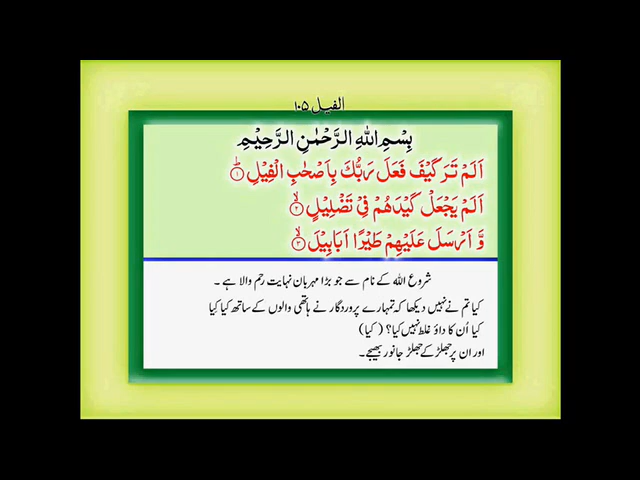 الفیل ۱۰۵
بِسْمِ اللّٰهِ الرَّحْمٰنِ الرَّحِيْمِ
اَلَمْ تَرَ كَيْفَ فَعَلَ رَبُّكَ بِاَصْحٰبِ الْفِيْلِ ؕ‏﴿۱﴾
اَلَمْ يَجْعَلْ كَيْدَهُمْ فِيْ تَضْلِيْلٍ ۙ‏﴿۲﴾
وَّ اَرْسَلَ عَلَيْهِمْ طَيْرًا اَبَابِيْلَ ۙ‏﴿۳﴾
شروع اللہ کے نام سے جو بڑا مہربان نہایت رحم والا ہے ۔
کیا تم نے نہیں دیکھا کہ تمہارے پروردگار نے ہاتھی والوں کے ساتھ کیا کیا
کیا اُن کا داؤ غلط نہیں کیا؟ ( کیا )
اور ان پر جھلڑ کے جھلڑ جانور بھیجے۔